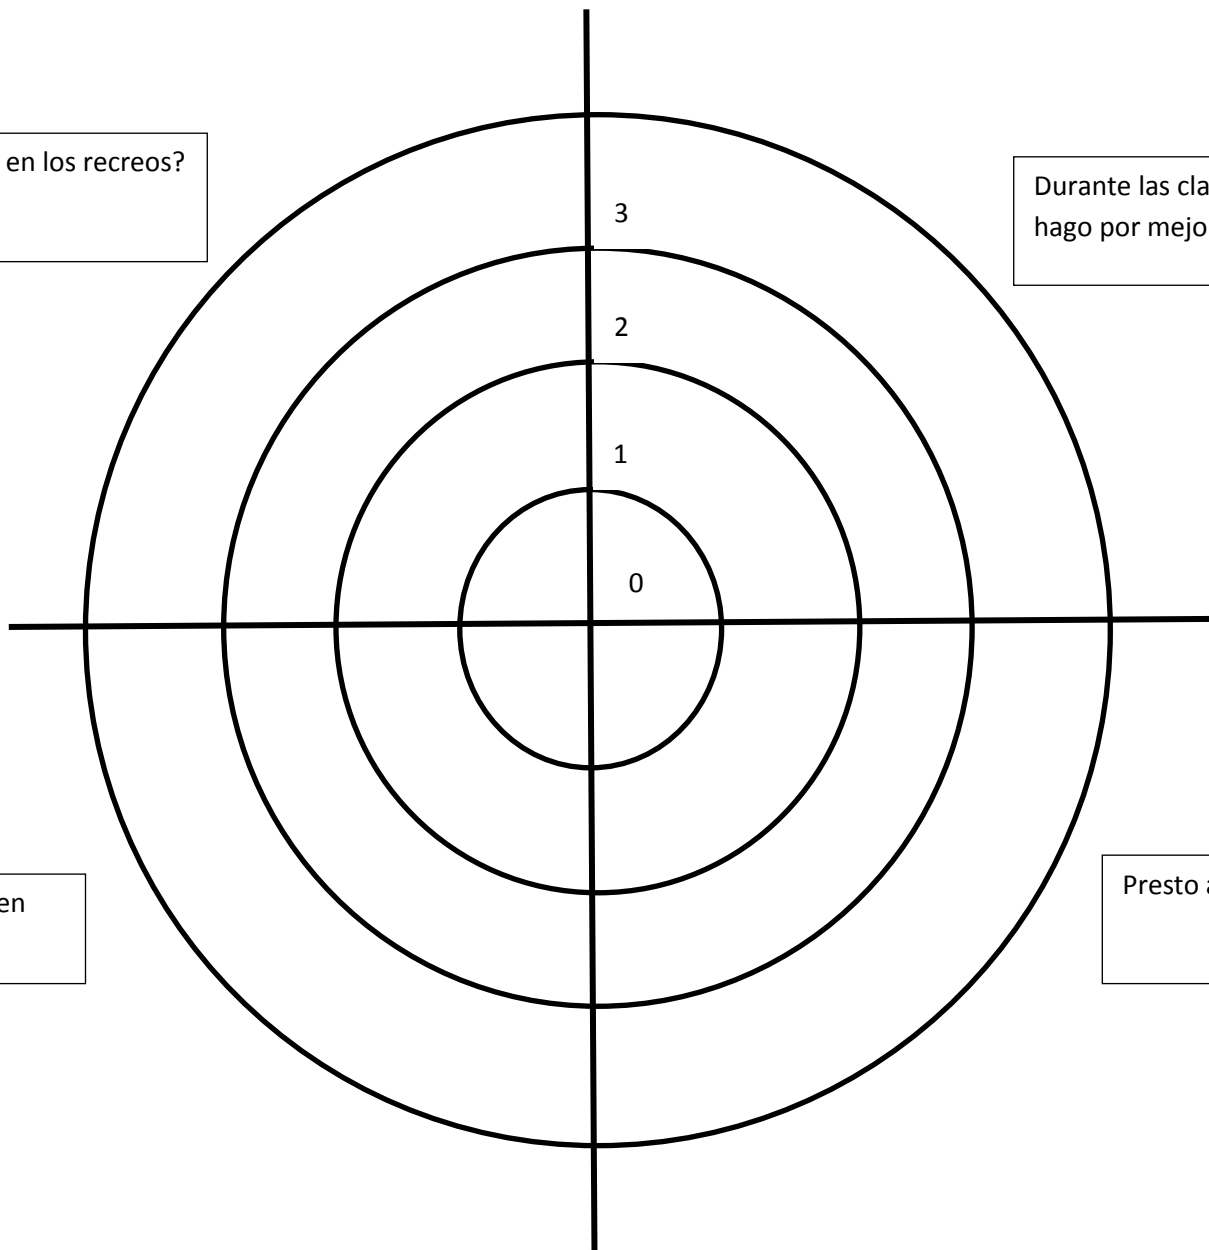 en los recreos?
Durante las cla
hago por mejo
3
2
1
0
en
Presto a